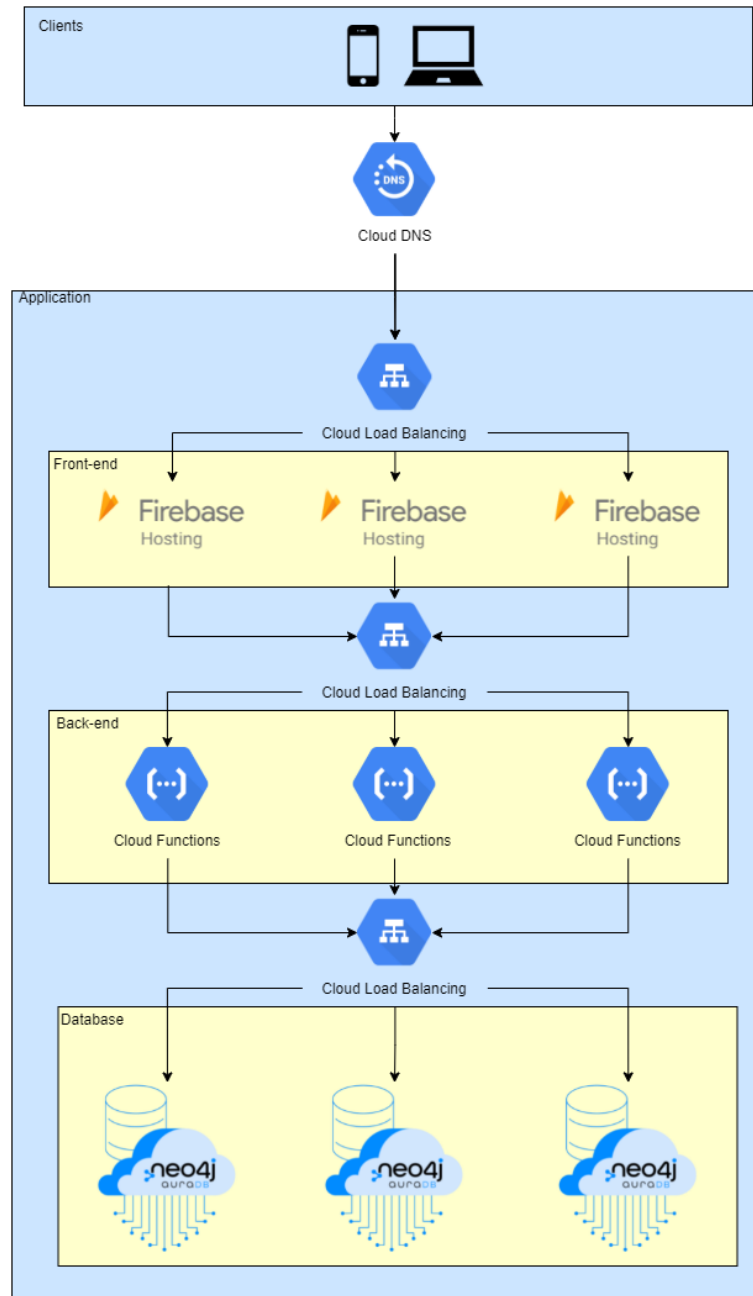 Clients
DNS
Cloud DNS
Application
Cloud Load Balancing
Front-end
Firebase
Hosting
Firebase
Hosting
Firebase
Hosting
Cloud Load Balancing
Back-end
Cloud Functions
Cloud Functions
Cloud Functions
Cloud Load Balancing
Database
neo4j
auraDB
neo4j
auraDB
neo4j
auraDB